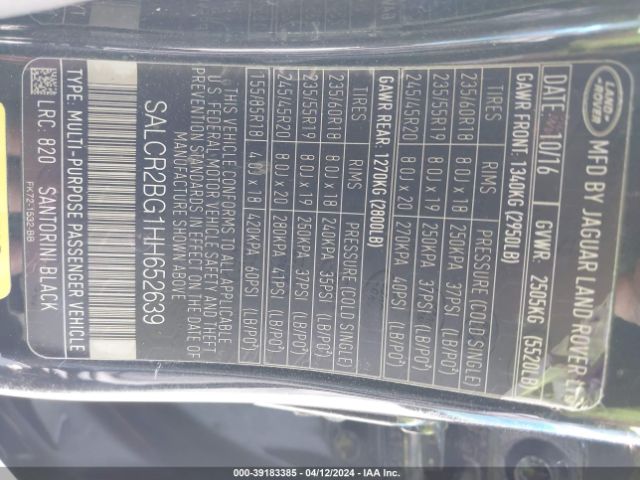 LAND ROVER
MFD BY JAGUAR LAND ROVER LTD
DATE: 10/16 GVWR: 2505KG (5520LB)
GAWR FRONT: 1340KG (2950LB)
TIRES RIMS PRESSURE (COLD SINGLE)
235/60R18 8.0J x 18 250KPA 37PSI (LB/PO²)
235/55R19 8.0J x 19 250KPA 37PSI (LB/PO²)
245/45R20 8.0J x 20 270KPA 40PSI (LB/PO²)
GAWR REAR: 1270KG (2800LB)
TIRES RIMS PRESSURE (COLD SINGLE)
235/60R18 8.0J x 18 240KPA 35PSI (LB/PO²)
235/55R19 8.0J x 19 250KPA 37PSI (LB/PO²)
245/45R20 8.0J x 20 280KPA 41PSI (LB/PO²)
155/85R18 x 18 420KPA 60PSI (LB/PO²)
THIS VEHICLE CONFORMS TO ALL APPLICABLE
U.S. FEDERAL MOTOR VEHICLE SAFETY AND THEFT
PREVENTION STANDARDS IN EFFECT ON THE DATE OF
MANUFACTURE SHOWN ABOVE
SALCR2BG1HH652639
TYPE: MULTI-PURPOSE PASSENGER VEHICLE
LRC: 820 SANTORINI BLACK
FK72-1532-BB
000-39183385 - 04/12/2024 - IAAI.COM